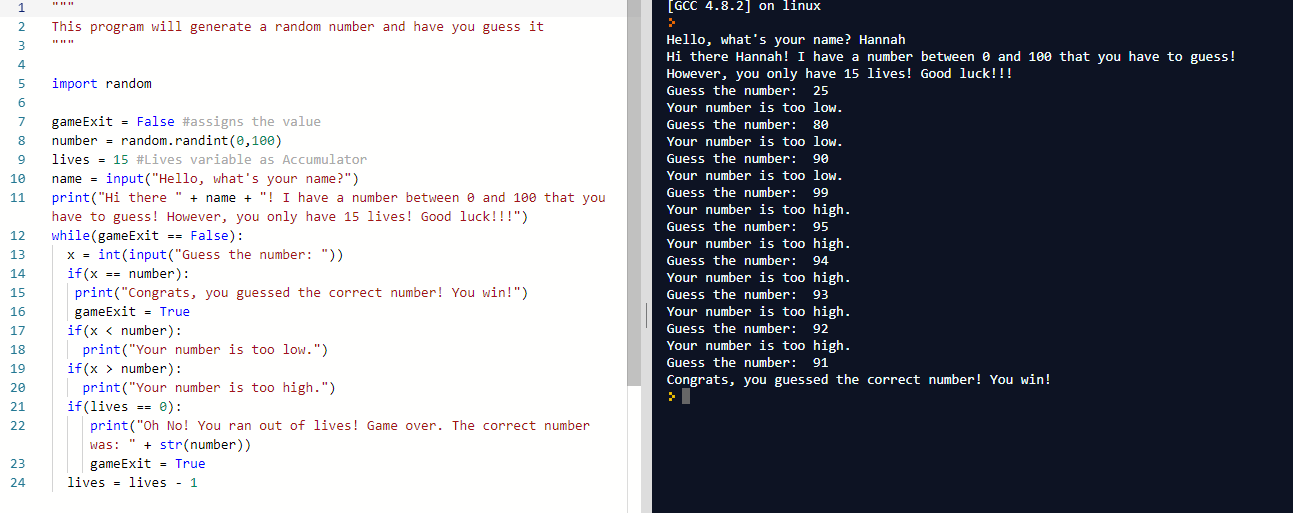 1 """
2 This program will generate a random number and have you guess it
3 """
4
5 import random
6
7 gameExit = False #assigns the value
8 number = random.randint(0,100)
9 lives = 15 #Lives variable as Accumulator
10 name = input("Hello, what's your name?")
11 print("Hi there " + name + "! I have a number between 0 and 100 that you
have to guess! However, you only have 15 lives! Good luck!!!")
12 while(gameExit == False):
13 x = int(input("Guess the number: "))
14 if(x == number):
15 print("Congrats, you guessed the correct number! You win!")
16 gameExit = True
17 if(x < number):
18 print("Your number is too low.")
19 if(x > number):
20 print("Your number is too high.")
21 if(lives == 0):
22 print("Oh No! You ran out of lives! Game over. The correct number
was: " + str(number))
23 gameExit = True
24 lives = lives - 1
[GCC 4.8.2] on linux
Hello, what's your name? Hannah
Hi there Hannah! I have a number between 0 and 100 that you have to guess!
However, you only have 15 lives! Good luck!!!
Guess the number:  25
Your number is too low.
Guess the number:  80
Your number is too low.
Guess the number:  90
Your number is too low.
Guess the number:  99
Your number is too high.
Guess the number:  95
Your number is too high.
Guess the number:  94
Your number is too high.
Guess the number:  93
Your number is too high.
Guess the number:  92
Your number is too high.
Guess the number:  91
Congrats, you guessed the correct number! You win!